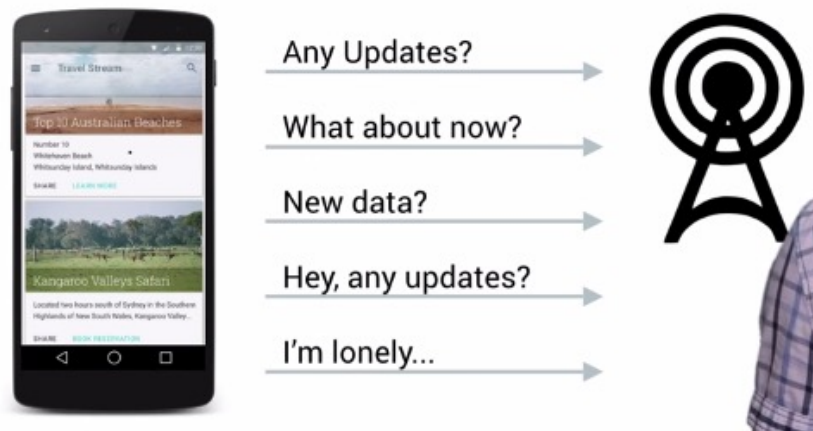 Travel Stream
Top 10 Australian Beaches
Number 10
Whitehaven Beach
Whitsunday Island, Whitsunday Islands
SHARE LEARN MORE
Kangaroo Valleys Safari
Located two hours south of Sydney in the Southern
Highlands of New South Wales, Kangaroo Valley...
SHARE BOOK RESERVATION
Any Updates?
What about now?
New data?
Hey, any updates?
I'm lonely...